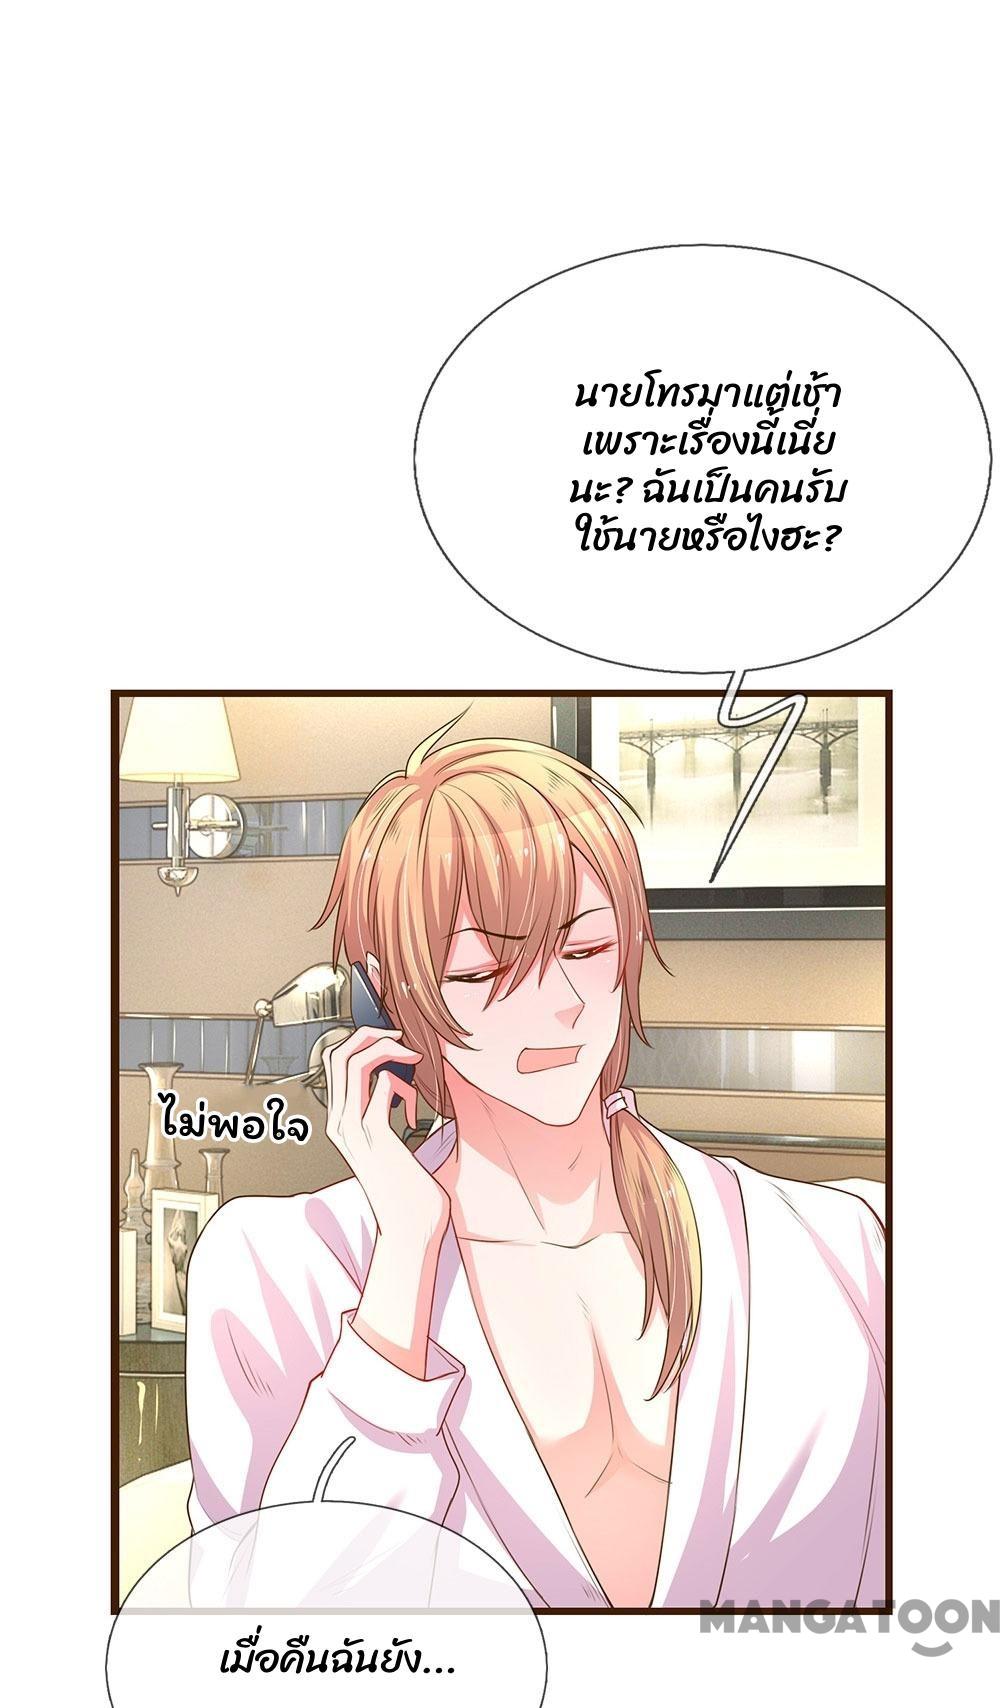 นายโทรมาแต่เช้า
เพราะเรื่องนี้เนี่ย
นะ? ฉันเป็นคนรับ
ใช้นายหรือไงฮะ?
ไม่พอใจ
MANGATOON
เมื่อคืนฉันยัง...